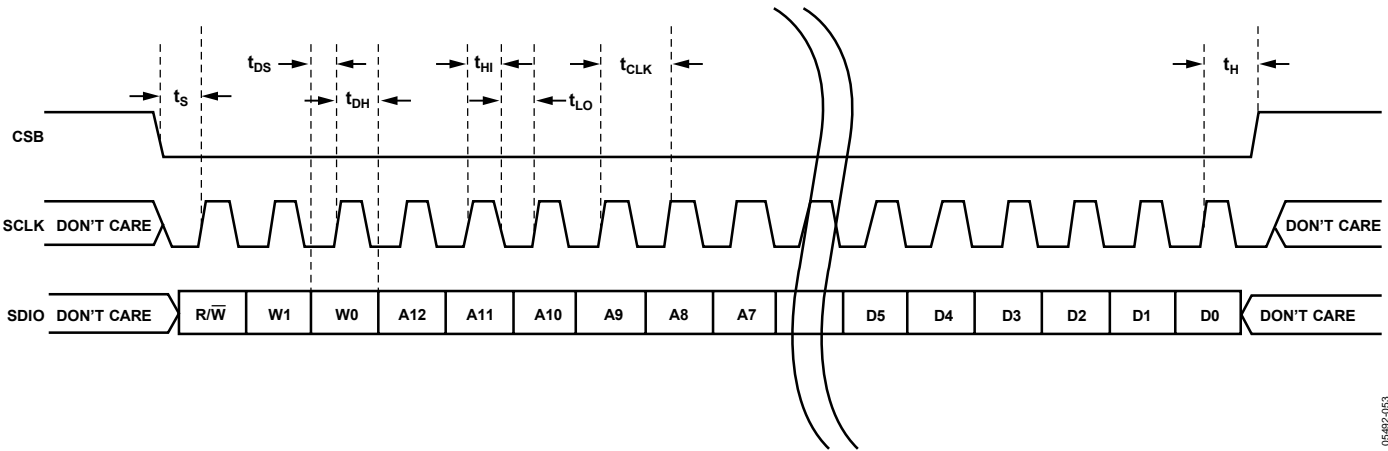 tDS
tHI
tCLK
tH
tS
tDH
tLO
CSB
SCLK DON'T CARE DON'T CARE
SDIO DON'T CARE R/W̅ W1 W0 A12 A11 A10 A9 A8 A7 D5 D4 D3 D2 D1 D0 DON'T CARE
05492-053